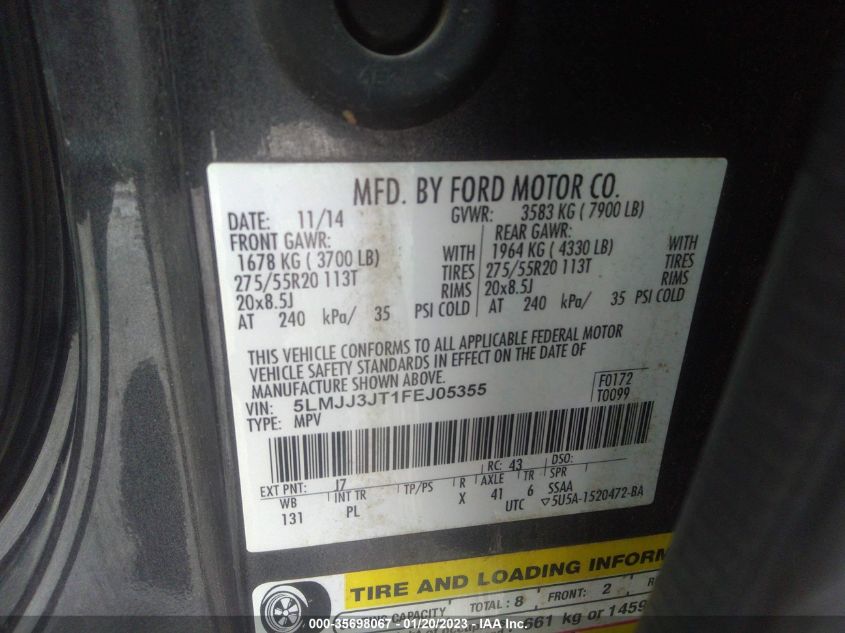 MFD. BY FORD MOTOR CO.
DATE: 11/14 GVWR: 3583 KG ( 7900 LB)
FRONT GAWR: REAR GAWR:
1678 KG ( 3700 LB) WITH 1964 KG ( 4330 LB) WITH
275/55R20 113T TIRES 275/55R20 113T TIRES
20x8.5J RIMS 20x8.5J RIMS
AT 240 kPa/ 35 PSI COLD AT 240 kPa/ 35 PSI COLD
THIS VEHICLE CONFORMS TO ALL APPLICABLE FEDERAL MOTOR
VEHICLE SAFETY STANDARDS IN EFFECT ON THE DATE OF
MANUFACTURE SHOWN ABOVE.
VIN: 5LMJJ3JT1FEJ05355 F0172
TYPE: MPV T0099
EXT PNT: J7 RC: 43 DSO:
WB INT TR TP/PS R AXLE TR SPR
131 PL X 41 6 SSAA
UTC ▽5U5A-1520472-BA
TIRE AND LOADING INFORM
CAPACITY TOTAL: 8 FRONT: 2 R
661 kg or 1459
000-35698067 - 01/20/2023 - IAA Inc.